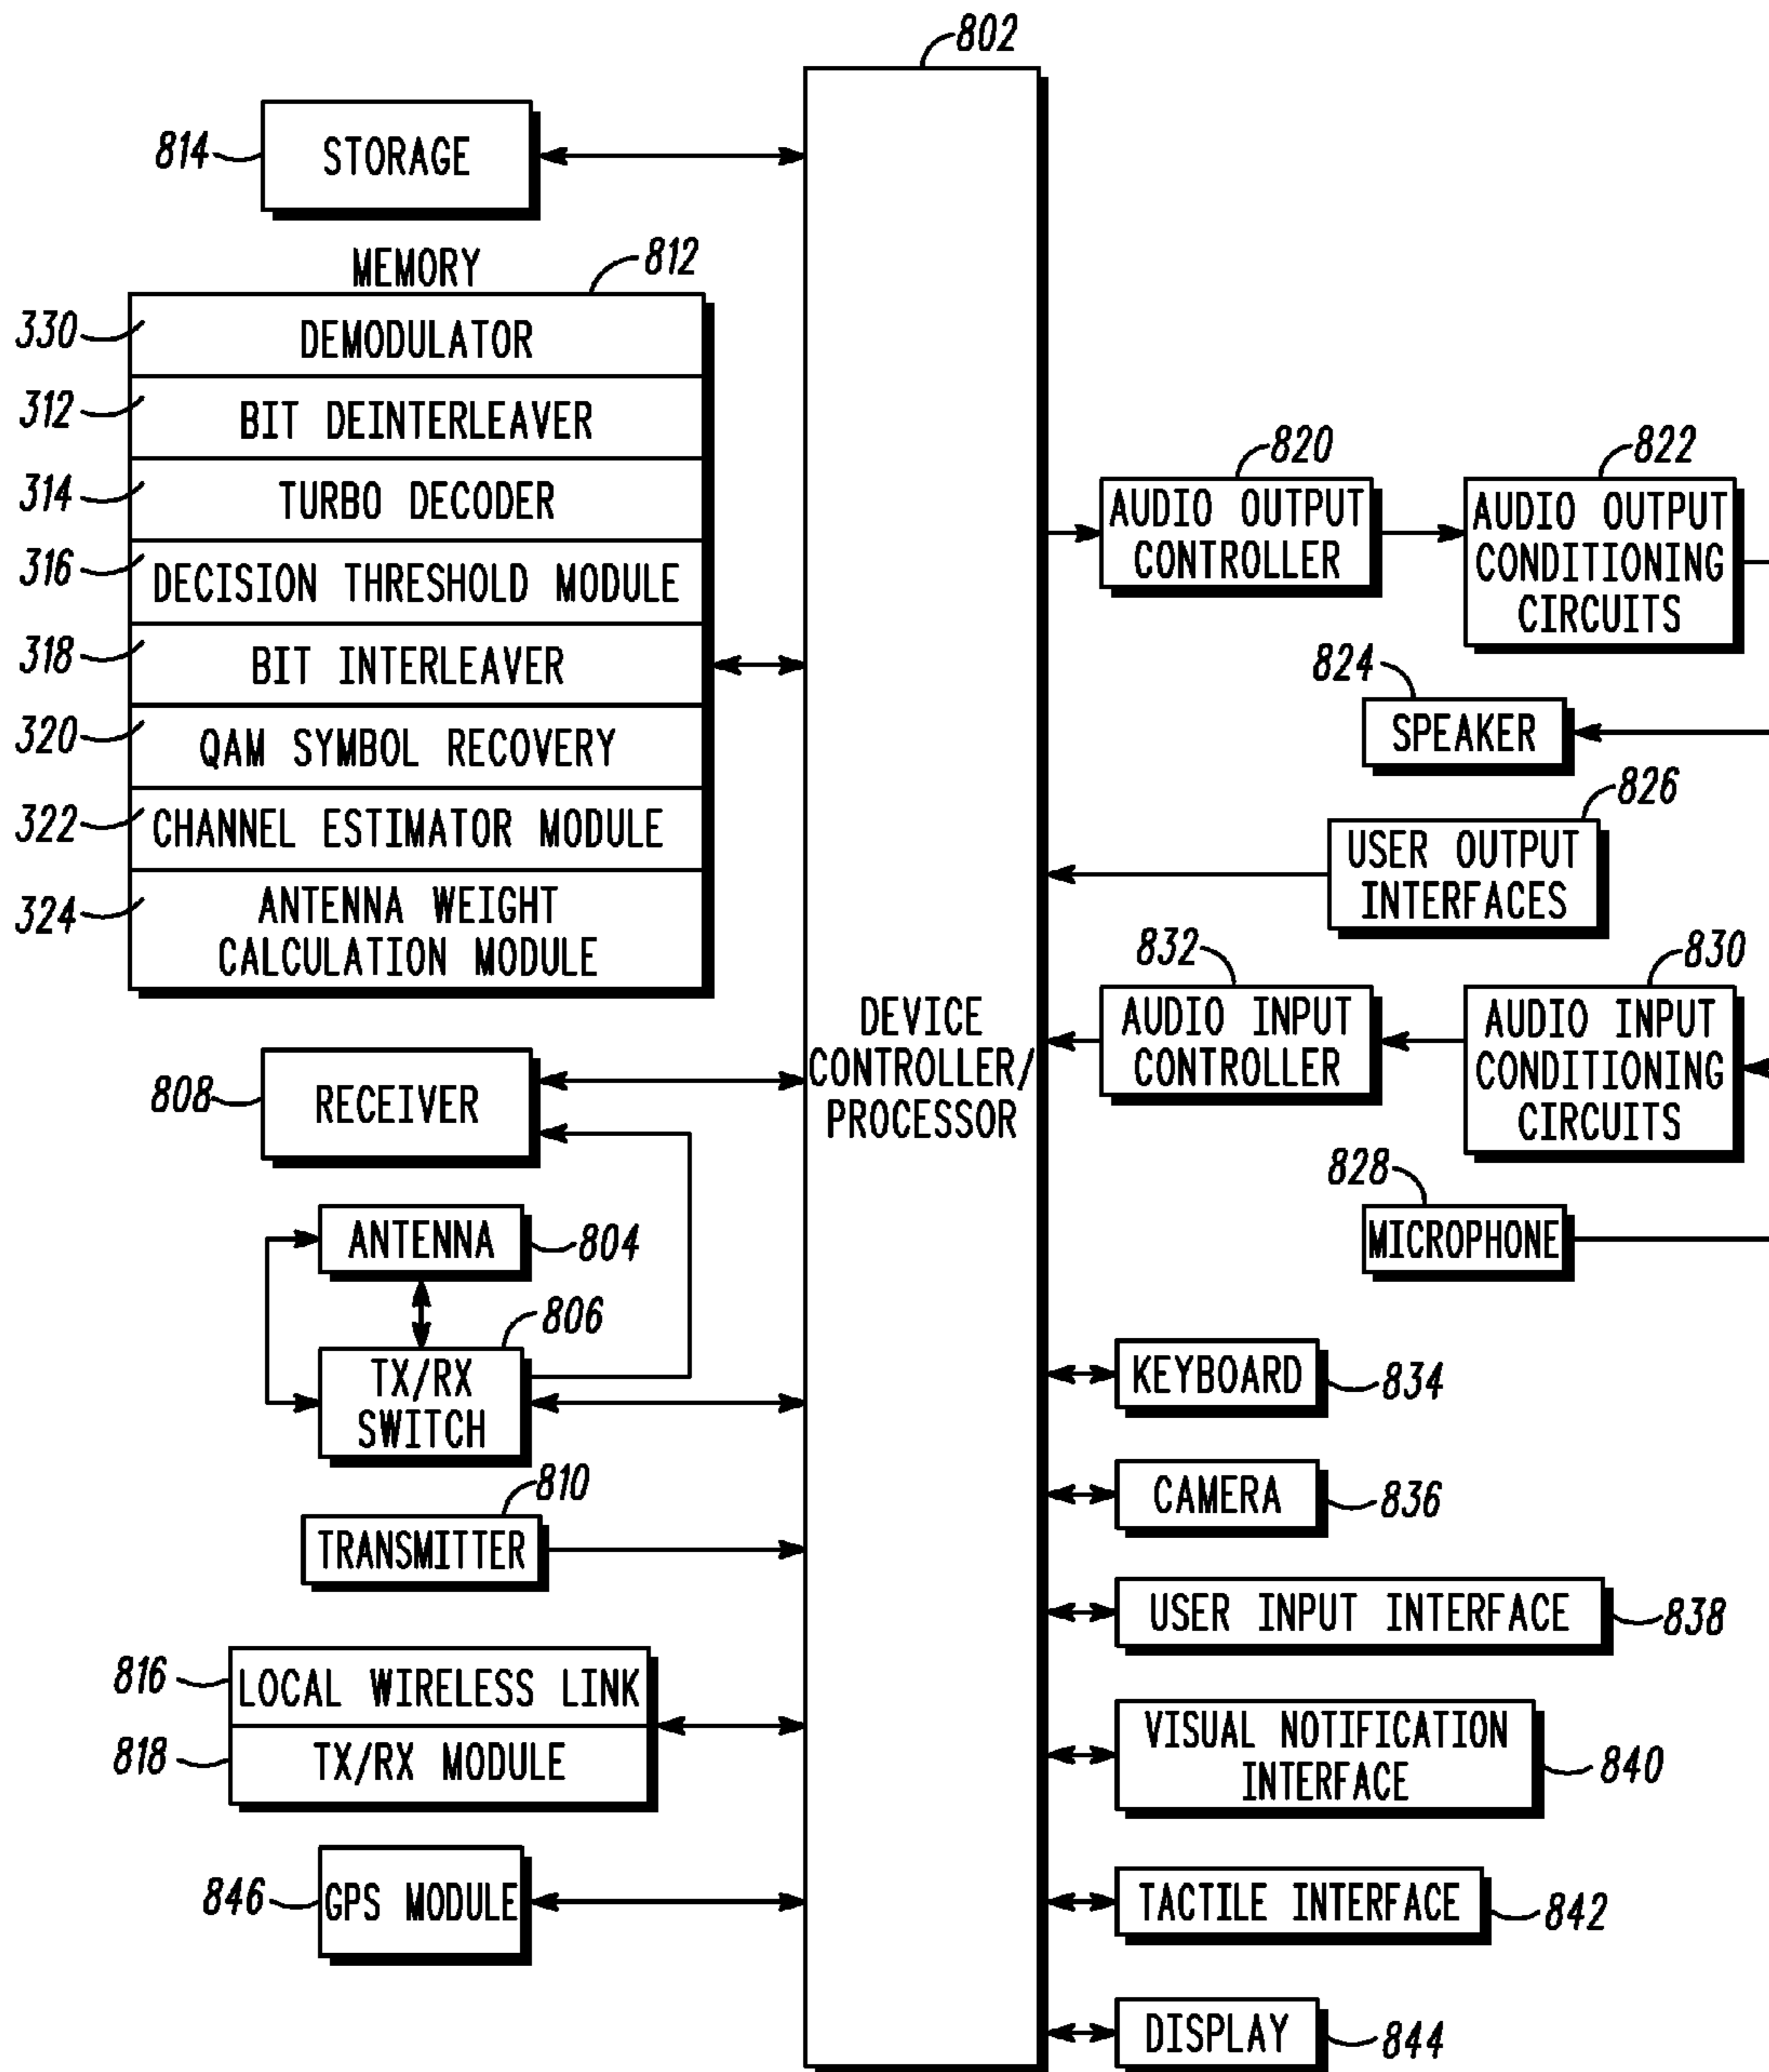 802
814
STORAGE
MEMORY
812
330
DEMODULATOR
312
BIT DEINTERLEAVER
314
TURBO DECODER
316
DECISION THRESHOLD MODULE
318
BIT INTERLEAVER
320
QAM SYMBOL RECOVERY
322
CHANNEL ESTIMATOR MODULE
324
ANTENNA WEIGHT
CALCULATION MODULE
808
RECEIVER
ANTENNA
804
806
TX/RX
SWITCH
810
TRANSMITTER
816
LOCAL WIRELESS LINK
818
TX/RX MODULE
846
GPS MODULE
DEVICE
CONTROLLER/
PROCESSOR
820
AUDIO OUTPUT
CONTROLLER
822
AUDIO OUTPUT
CONDITIONING
CIRCUITS
824
SPEAKER
826
USER OUTPUT
INTERFACES
832
AUDIO INPUT
CONTROLLER
830
AUDIO INPUT
CONDITIONING
CIRCUITS
828
MICROPHONE
KEYBOARD
834
CAMERA
836
USER INPUT INTERFACE
838
VISUAL NOTIFICATION
INTERFACE
840
TACTILE INTERFACE
842
DISPLAY
844